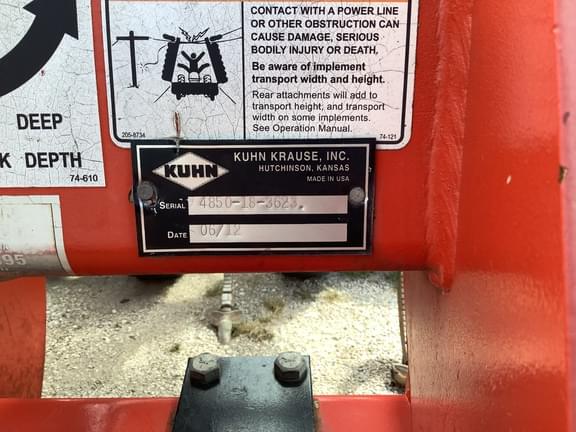 CONTACT WITH A POWER LINE
OR OTHER OBSTRUCTION CAN
CAUSE DAMAGE, SERIOUS
BODILY INJURY OR DEATH.
Be aware of implement
transport width and height.
Rear attachments will add to
transport height, and transport
width on some implements.
See Operation Manual.
205-8734
74-121
DEEP
K DEPTH
74-610
KUHN
KUHN KRAUSE, INC.
HUTCHINSON, KANSAS
MADE IN USA
SERIAL 4850-18-3623
DATE 06/12
95